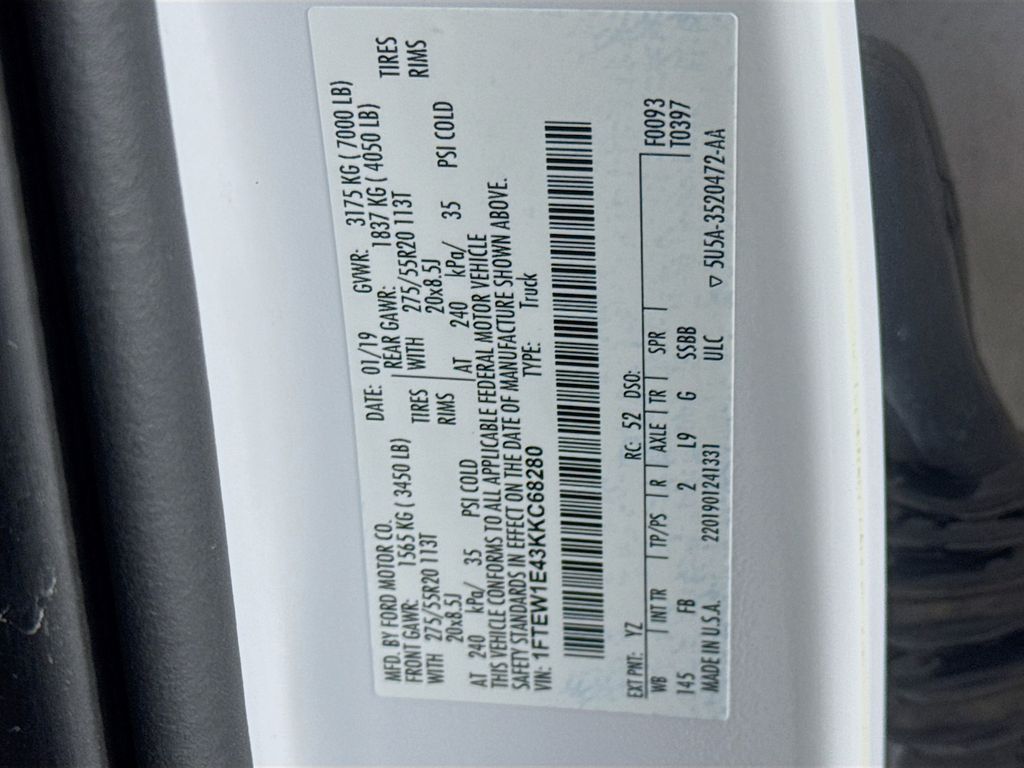 MFD. BY FORD MOTOR CO.
DATE: 01/19 GVWR: 3175 KG ( 7000 LB)
FRONT GAWR: 1565 KG ( 3450 LB) REAR GAWR: 1837 KG ( 4050 LB)
WITH 275/55R20 113T TIRES WITH 275/55R20 113T TIRES
20x8.5J RIMS 20x8.5J RIMS
AT 240 kPa/ 35 PSI COLD AT 240 kPa/ 35 PSI COLD
THIS VEHICLE CONFORMS TO ALL APPLICABLE FEDERAL MOTOR VEHICLE
SAFETY STANDARDS IN EFFECT ON THE DATE OF MANUFACTURE SHOWN ABOVE.
VIN: 1FTEW1E43KKC68280 TYPE: Truck
EXT PNT: YZ RC: 52 DSO: F0093
WB INT TR TP/PS R AXLE TR SPR T0397
145 FB 2 L9 G SSBB
MADE IN U.S.A. 2201901241331 ULC ▽ 5U5A-3520472-AA